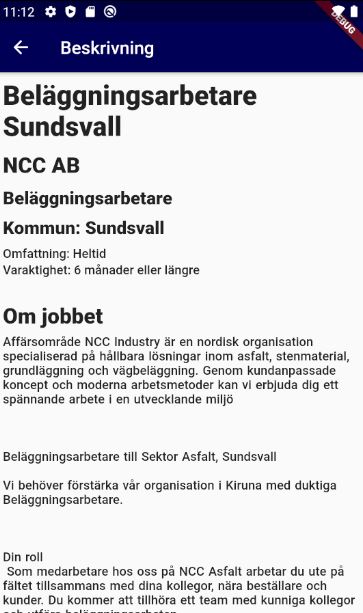 11:12
DEBUG
Beskrivning
Beläggningsarbetare
Sundsvall
NCC AB
Beläggningsarbetare
Kommun: Sundsvall
Omfattning: Heltid
Varaktighet: 6 månader eller längre
Om jobbet
Affärsområde NCC Industry är en nordisk organisation
specialiserad på hållbara lösningar inom asfalt, stenmaterial,
grundläggning och vägbeläggning. Genom kundanpassade
koncept och moderna arbetsmetoder kan vi erbjuda dig ett
spännande arbete i en utvecklande miljö
Beläggningsarbetare till Sektor Asfalt, Sundsvall
Vi behöver förstärka vår organisation i Kiruna med duktiga
Beläggningsarbetare.
Din roll
Som medarbetare hos oss på NCC Asfalt arbetar du ute på
fältet tillsammans med dina kollegor, nära beställare och
kunder. Du kommer att tillhöra ett team med kunniga kollegor
och utföra beläggningsarbeten